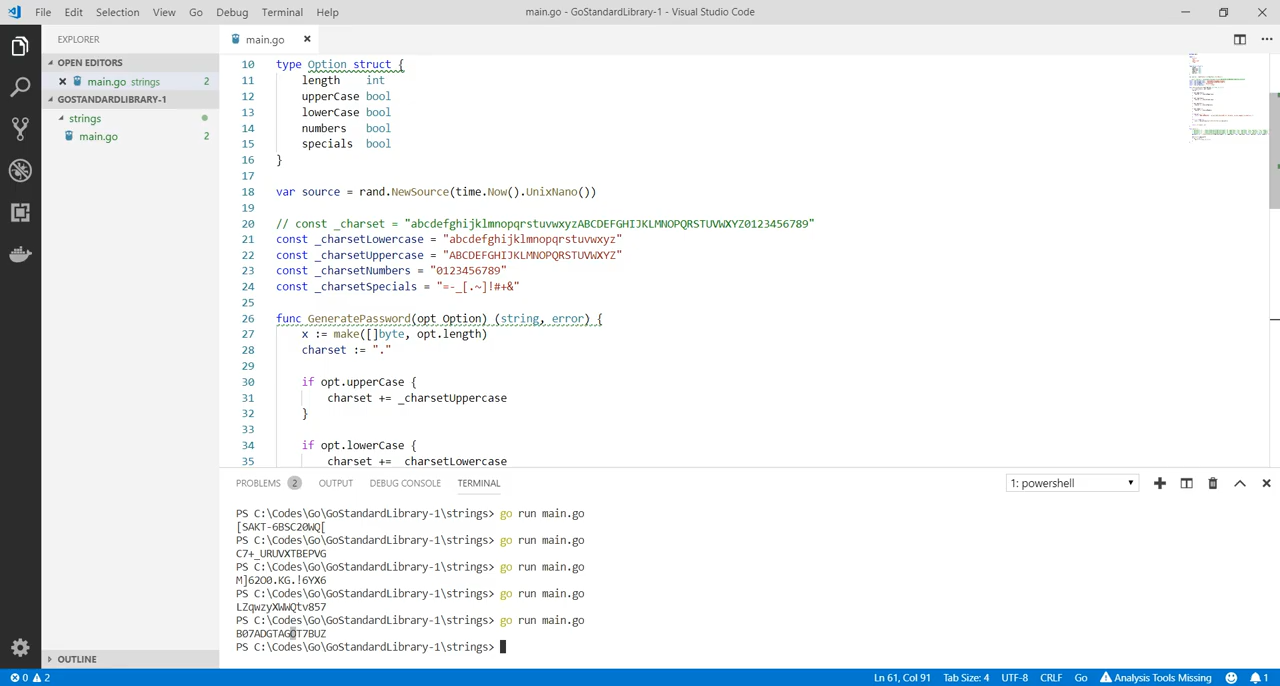 File Edit Selection View Go Debug Terminal Help
main.go - GoStandardLibrary-1 - Visual Studio Code
EXPLORER
OPEN EDITORS
main.go strings 2
GOSTANDARDLIBRARY-1
strings
main.go 2
OUTLINE
main.go
10 type Option struct {
11 length int
12 upperCase bool
13 lowerCase bool
14 numbers bool
15 specials bool
16 }
17
18 var source = rand.NewSource(time.Now().UnixNano())
19
20 // const _charset = "abcdefghijklmnopqrstuvwxyzABCDEFGHIJKLMNOPQRSTUVWXYZ0123456789"
21 const _charsetLowercase = "abcdefghijklmnopqrstuvwxyz"
22 const _charsetUppercase = "ABCDEFGHIJKLMNOPQRSTUVWXYZ"
23 const _charsetNumbers = "0123456789"
24 const _charsetSpecials = "=-_[.~]!#+&"
25
26 func GeneratePassword(opt Option) (string, error) {
27 x := make([]byte, opt.length)
28 charset := "."
29
30 if opt.upperCase {
31 charset += _charsetUppercase
32 }
33
34 if opt.lowerCase {
35 charset += _charsetLowercase
PROBLEMS 2 OUTPUT DEBUG CONSOLE TERMINAL
1: powershell
PS C:\Codes\Go\GoStandardLibrary-1\strings> go run main.go
[SAKT-6BSC20WQ[
PS C:\Codes\Go\GoStandardLibrary-1\strings> go run main.go
C7+_URUVXTBEPVG
PS C:\Codes\Go\GoStandardLibrary-1\strings> go run main.go
M]62O0.KG.!6YX6
PS C:\Codes\Go\GoStandardLibrary-1\strings> go run main.go
LZqwzyXWWQtv857
PS C:\Codes\Go\GoStandardLibrary-1\strings> go run main.go
B07ADGTAGOT7BUZ
PS C:\Codes\Go\GoStandardLibrary-1\strings>
0 2
Ln 61, Col 91 Tab Size: 4 UTF-8 CRLF Go Analysis Tools Missing 1